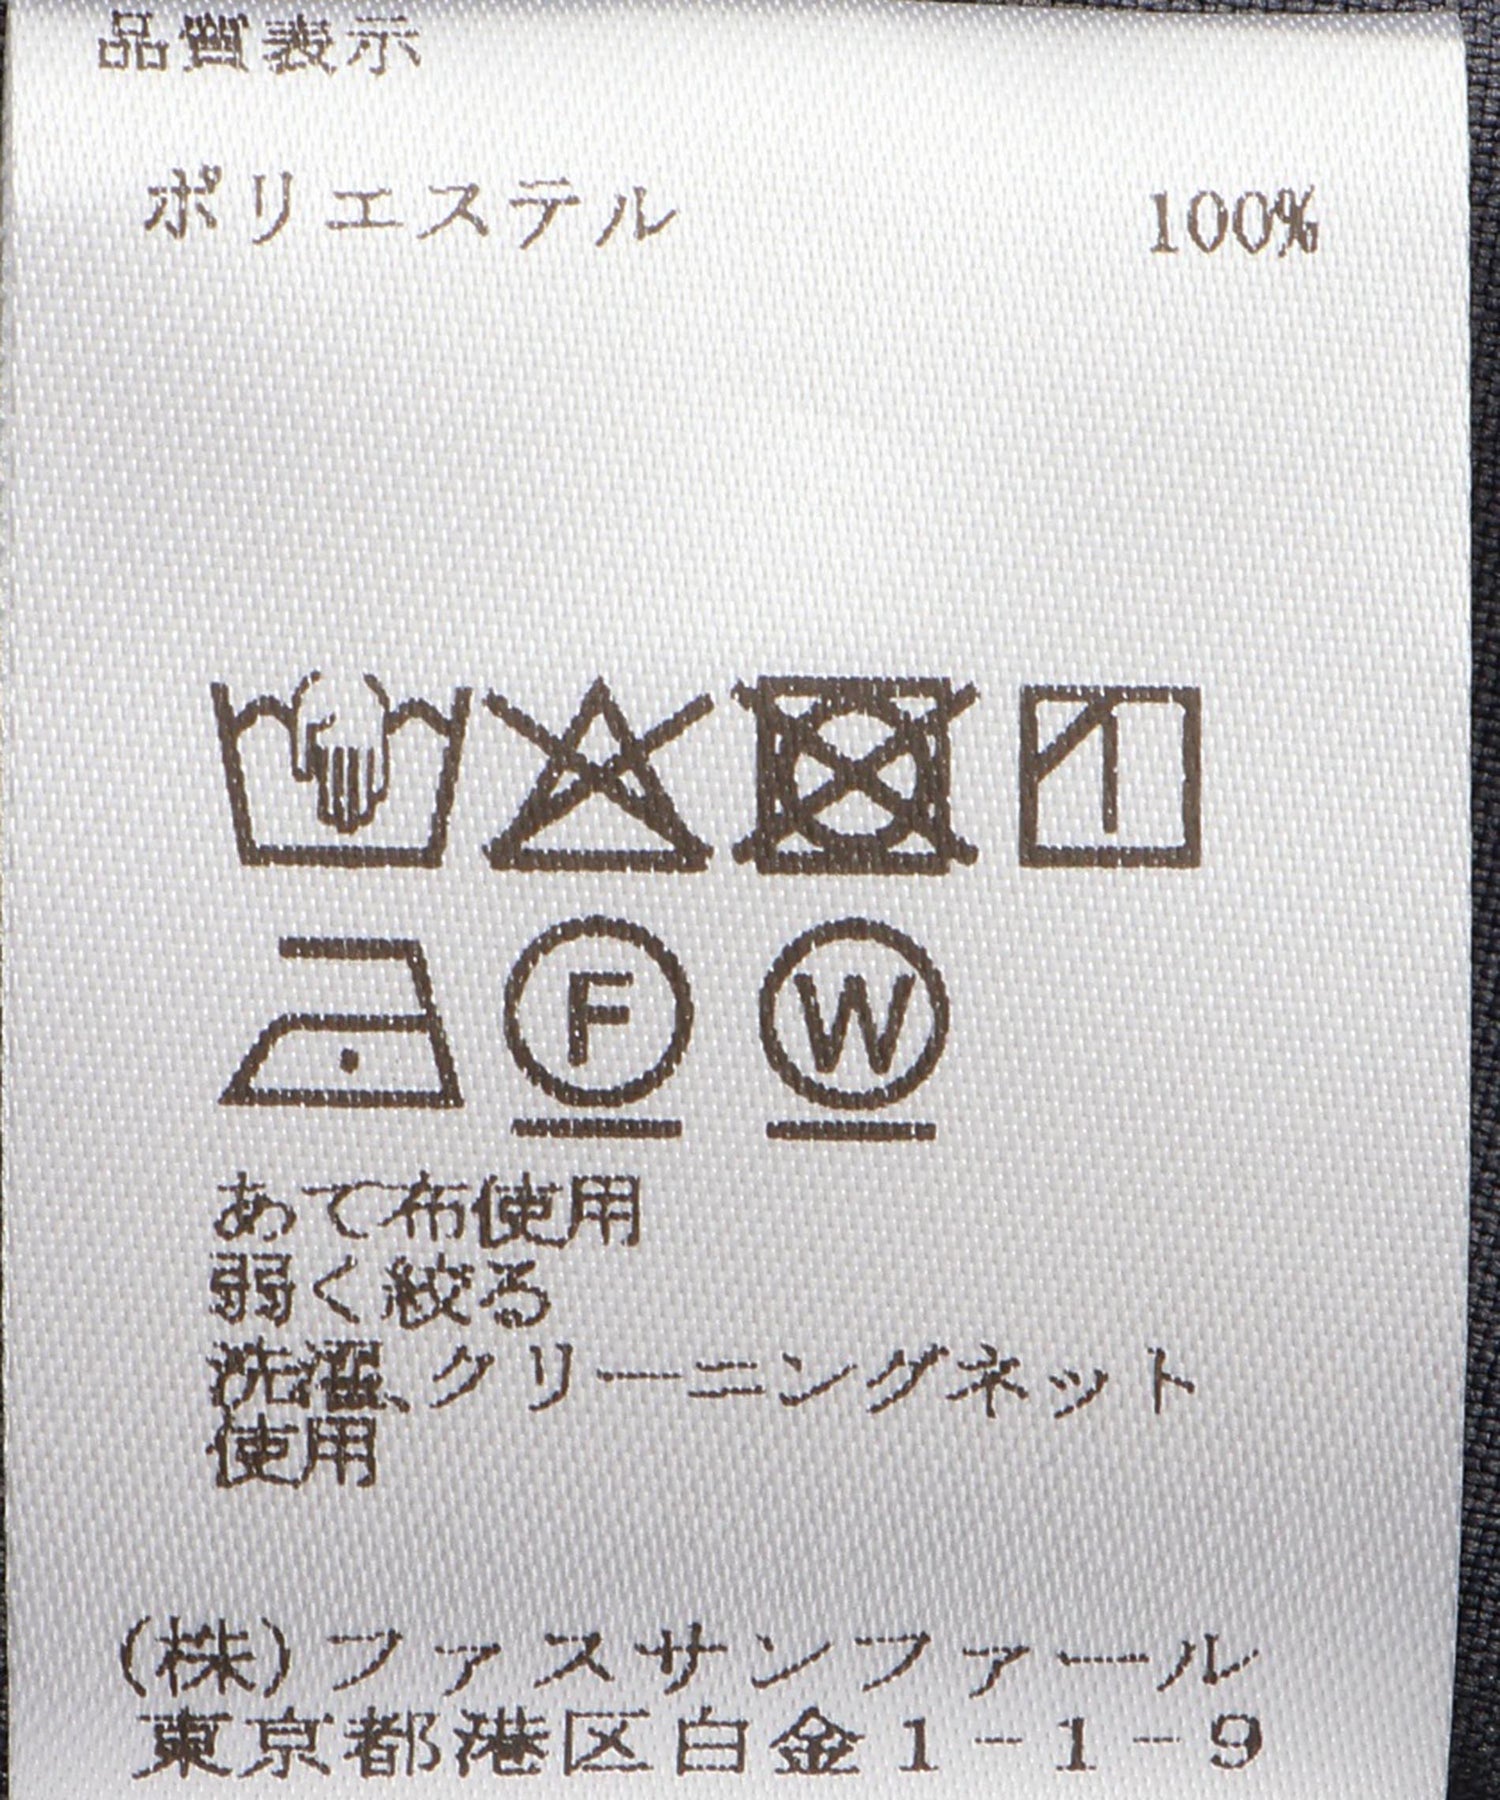 品質表示
ポリエステル 100%
F W
あて布使用
弱く絞る
洗濯、クリーニングネット
使用
(株)ファスサンファール
東京都港区白金1-1-9